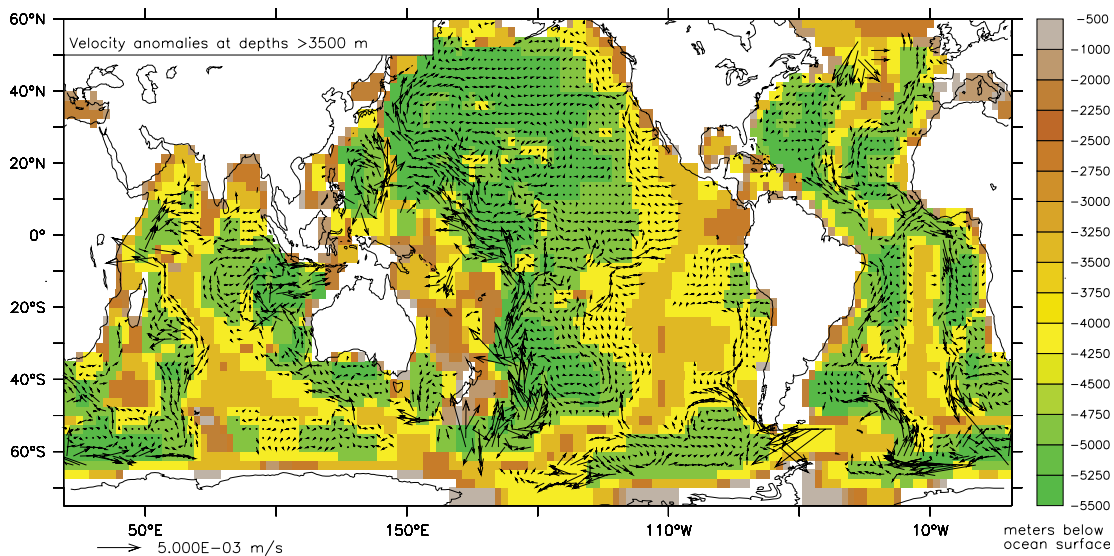 60°N
40°N
20°N
0°
20°S
40°S
60°S
Velocity anomalies at depths >3500 m
50°E
150°E
110°W
10°W
5.000E-03 m/s
-500
-1000
-2000
-2250
-2500
-2750
-3000
-3250
-3500
-3750
-4000
-4250
-4500
-4750
-5000
-5250
-5500
meters below
ocean surface